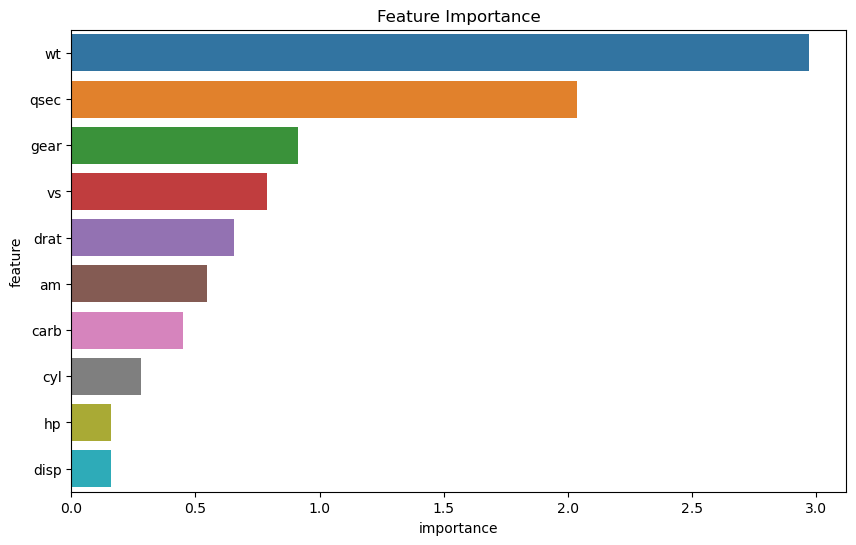 Feature Importance
wt
qsec
gear
vs
drat
am
carb
cyl
hp
disp
feature
0.0 0.5 1.0 1.5 2.0 2.5 3.0
importance